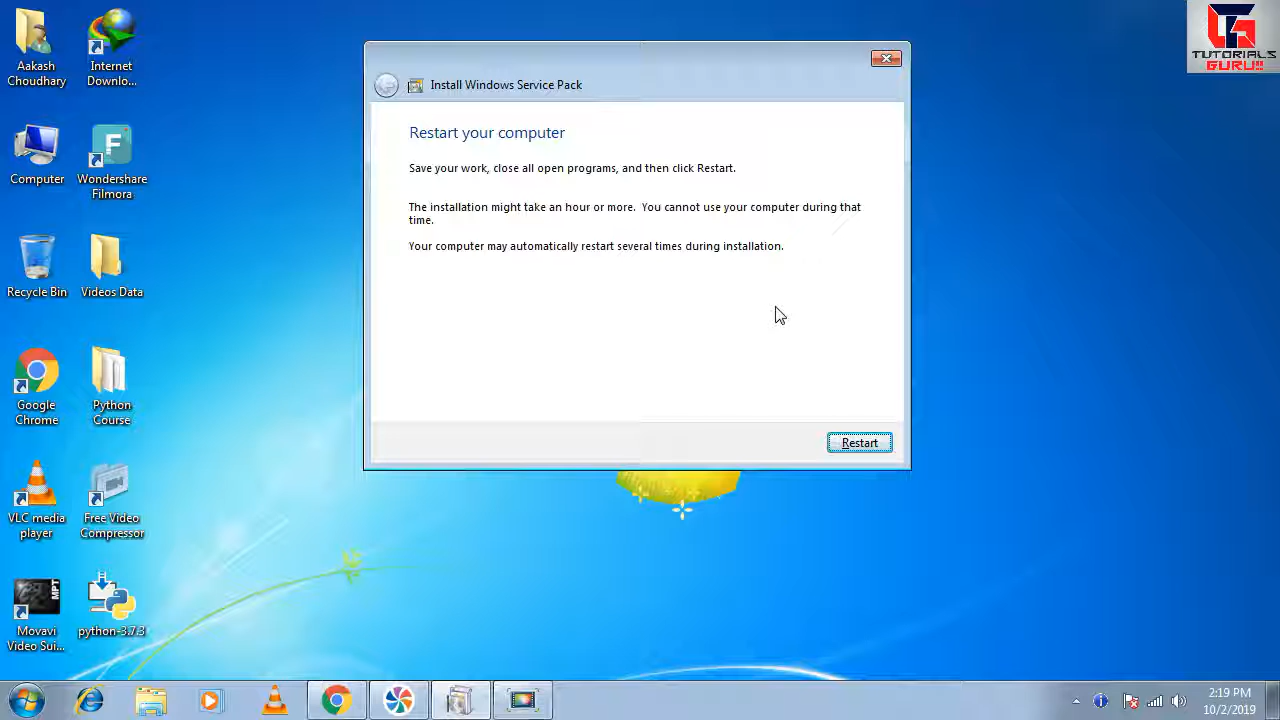 Aakash
Choudhary
Internet
Downlo...
Computer
Wondershare
Filmora
Recycle Bin
Videos Data
Google
Chrome
Python
Course
VLC media
player
Free Video
Compressor
MPT
Movavi
Video Sui...
python-3.7.3
Install Windows Service Pack
Restart your computer
Save your work, close all open programs, and then click Restart.
The installation might take an hour or more. You cannot use your computer during that
time.
Your computer may automatically restart several times during installation.
Restart
TUTORIALS
GURU!!
2:19 PM
10/2/2019